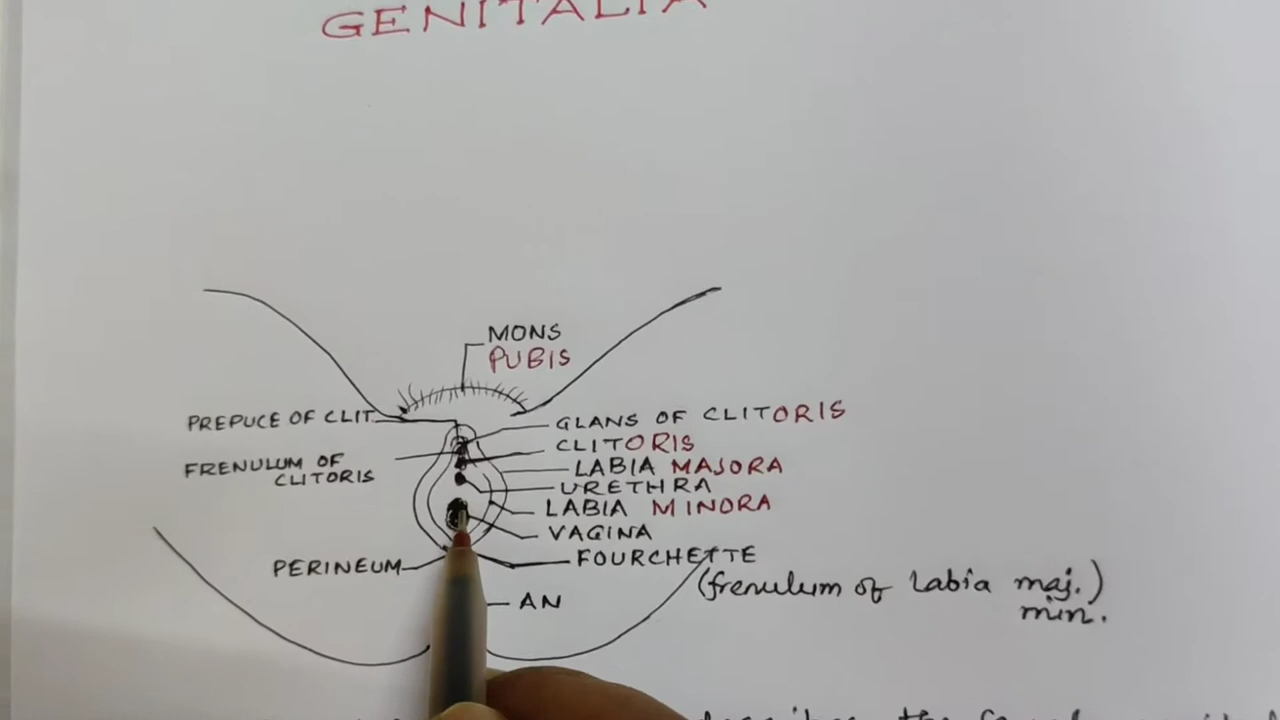 GENITALIA
MONS
PUBIS
PREPUCE OF CLIT
GLANS OF CLITORIS
CLITORIS
FRENULUM OF
CLITORIS
LABIA MAJORA
URETHRA
LABIA MINORA
VAGINA
PERINEUM
FOURCHETTE
(frenulum of Labia maj.)
min.
AN